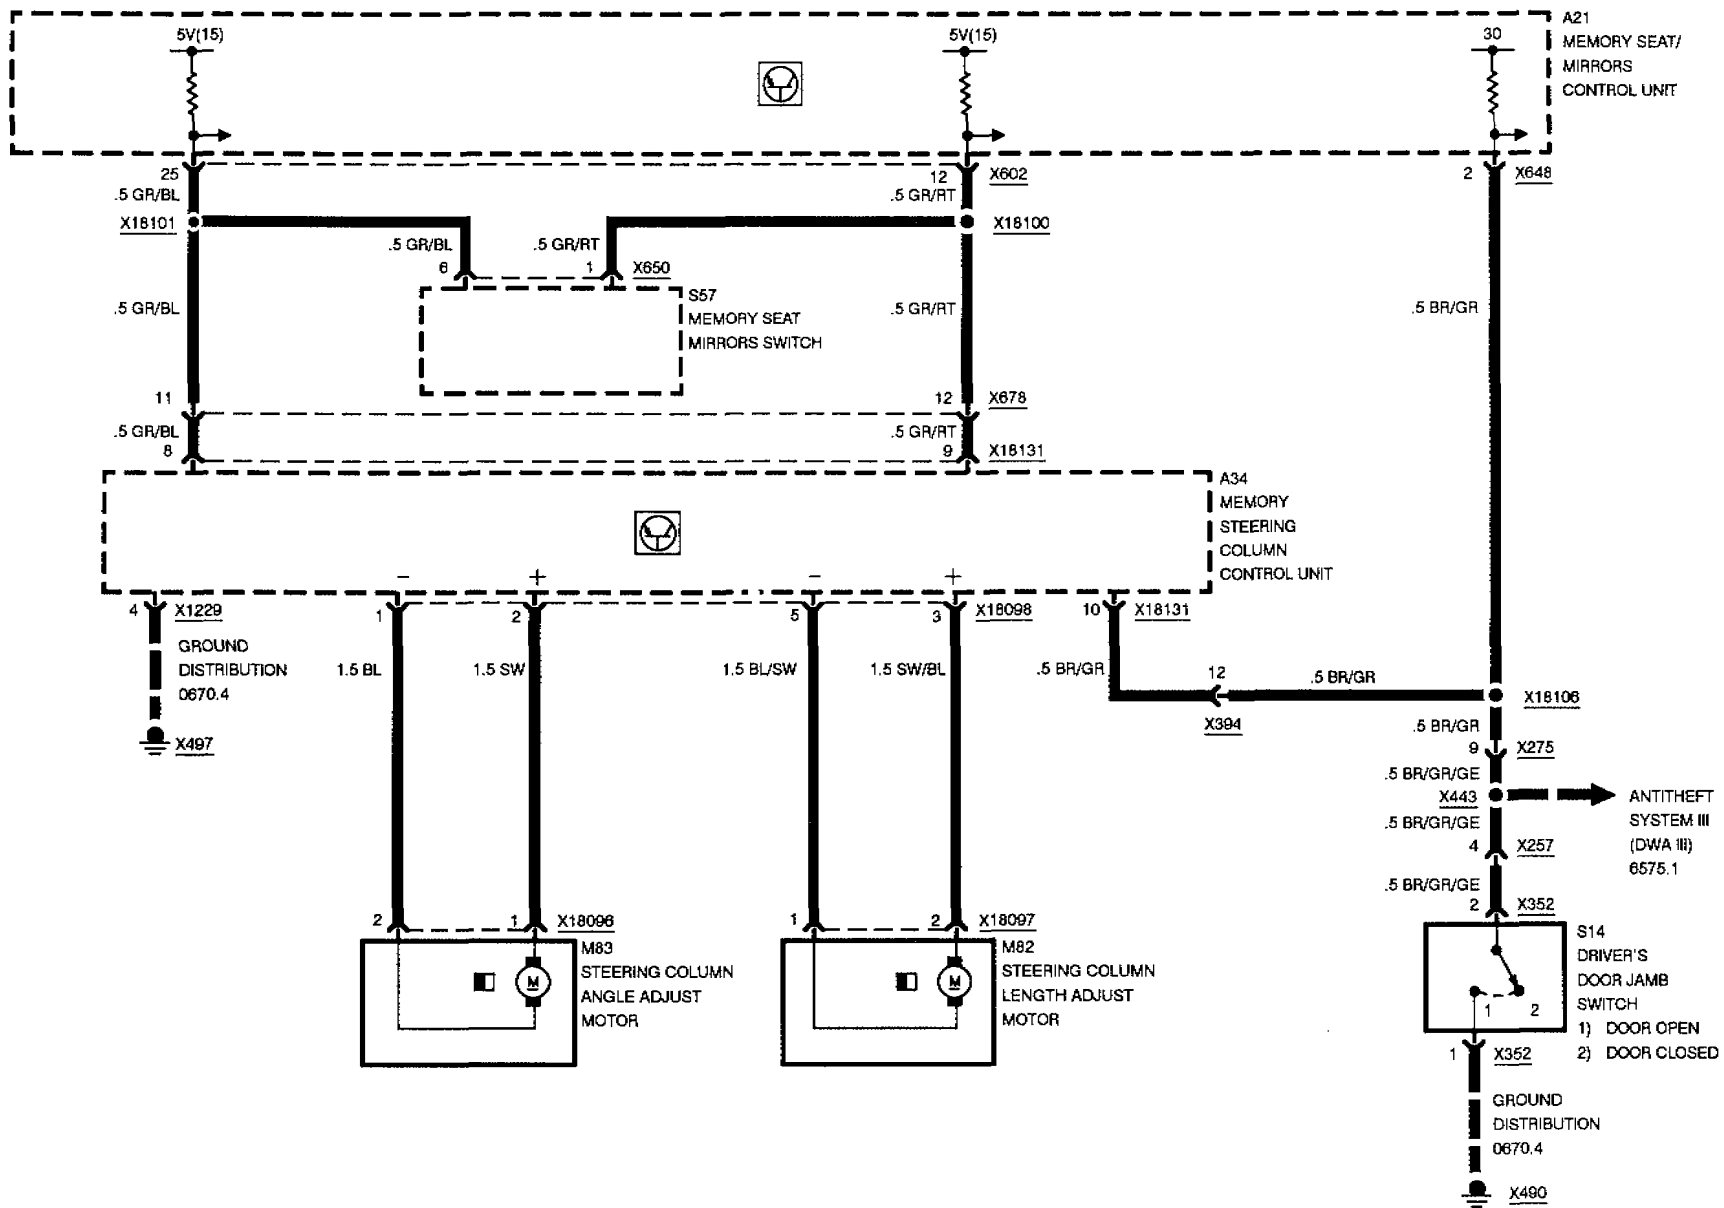 5V(15)
5V(15)
30
A21
MEMORY SEAT/
MIRRORS
CONTROL UNIT
25
12
X602
2
X648
.5 GR/BL
.5 GR/RT
X18101
X18100
.5 GR/BL
.5 GR/RT
6
1
X650
S57
MEMORY SEAT
MIRRORS SWITCH
.5 GR/BL
.5 GR/RT
.5 BR/GR
11
12
X678
.5 GR/BL
.5 GR/RT
8
9
X18131
A34
MEMORY
STEERING
COLUMN
CONTROL UNIT
− + − +
4
X1229
1
2
5
3
X18098
10
X18131
GROUND
DISTRIBUTION
0670.4
X497
1.5 BL
1.5 SW
1.5 BL/SW
1.5 SW/BL
.5 BR/GR
12
X394
.5 BR/GR
X18106
.5 BR/GR
9
X275
.5 BR/GR/GE
X443
ANTITHEFT
SYSTEM III
(DWA III)
6575.1
.5 BR/GR/GE
4
X257
.5 BR/GR/GE
2
X352
2
1
X18096
1
2
X18097
M83
STEERING COLUMN
ANGLE ADJUST
MOTOR
M
M82
STEERING COLUMN
LENGTH ADJUST
MOTOR
M
S14
DRIVER'S
DOOR JAMB
SWITCH
1) DOOR OPEN
2) DOOR CLOSED
1
2
1
X352
GROUND
DISTRIBUTION
0670.4
X490